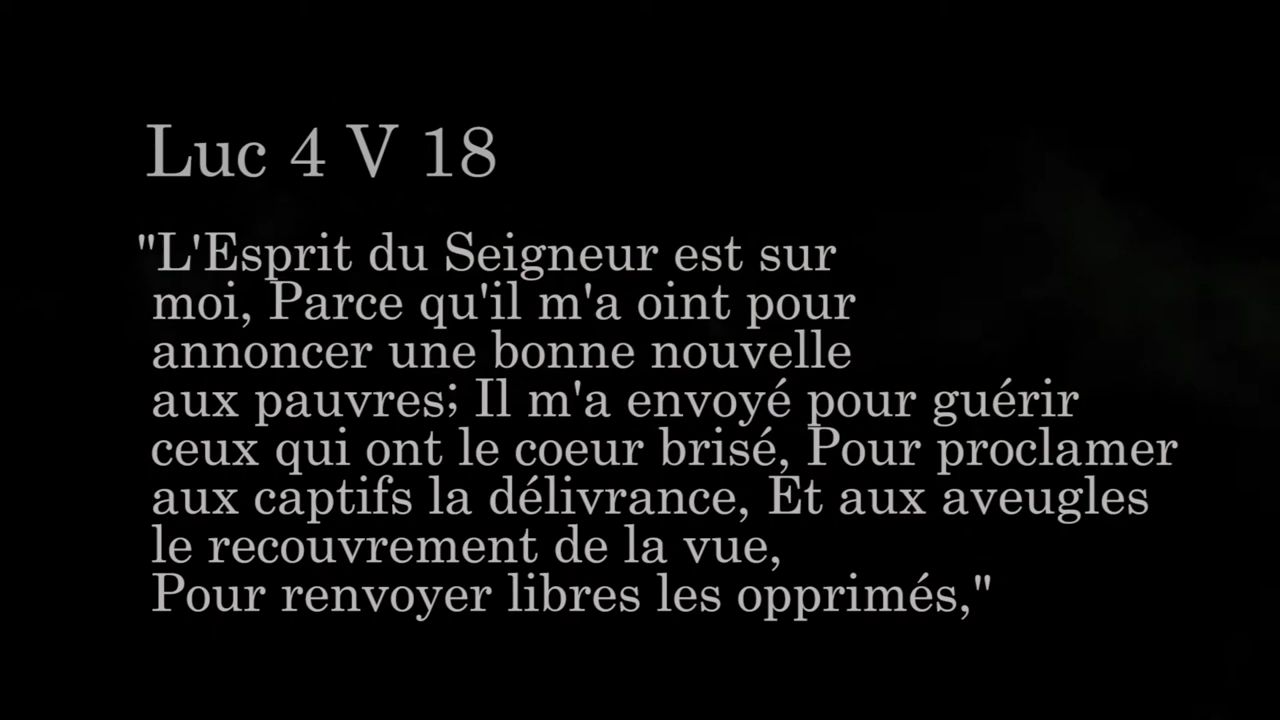 Luc 4 V 18
"L'Esprit du Seigneur est sur
moi, Parce qu'il m'a oint pour
annoncer une bonne nouvelle
aux pauvres; Il m'a envoyé pour guérir
ceux qui ont le coeur brisé, Pour proclamer
aux captifs la délivrance, Et aux aveugles
le recouvrement de la vue,
Pour renvoyer libres les opprimés,"